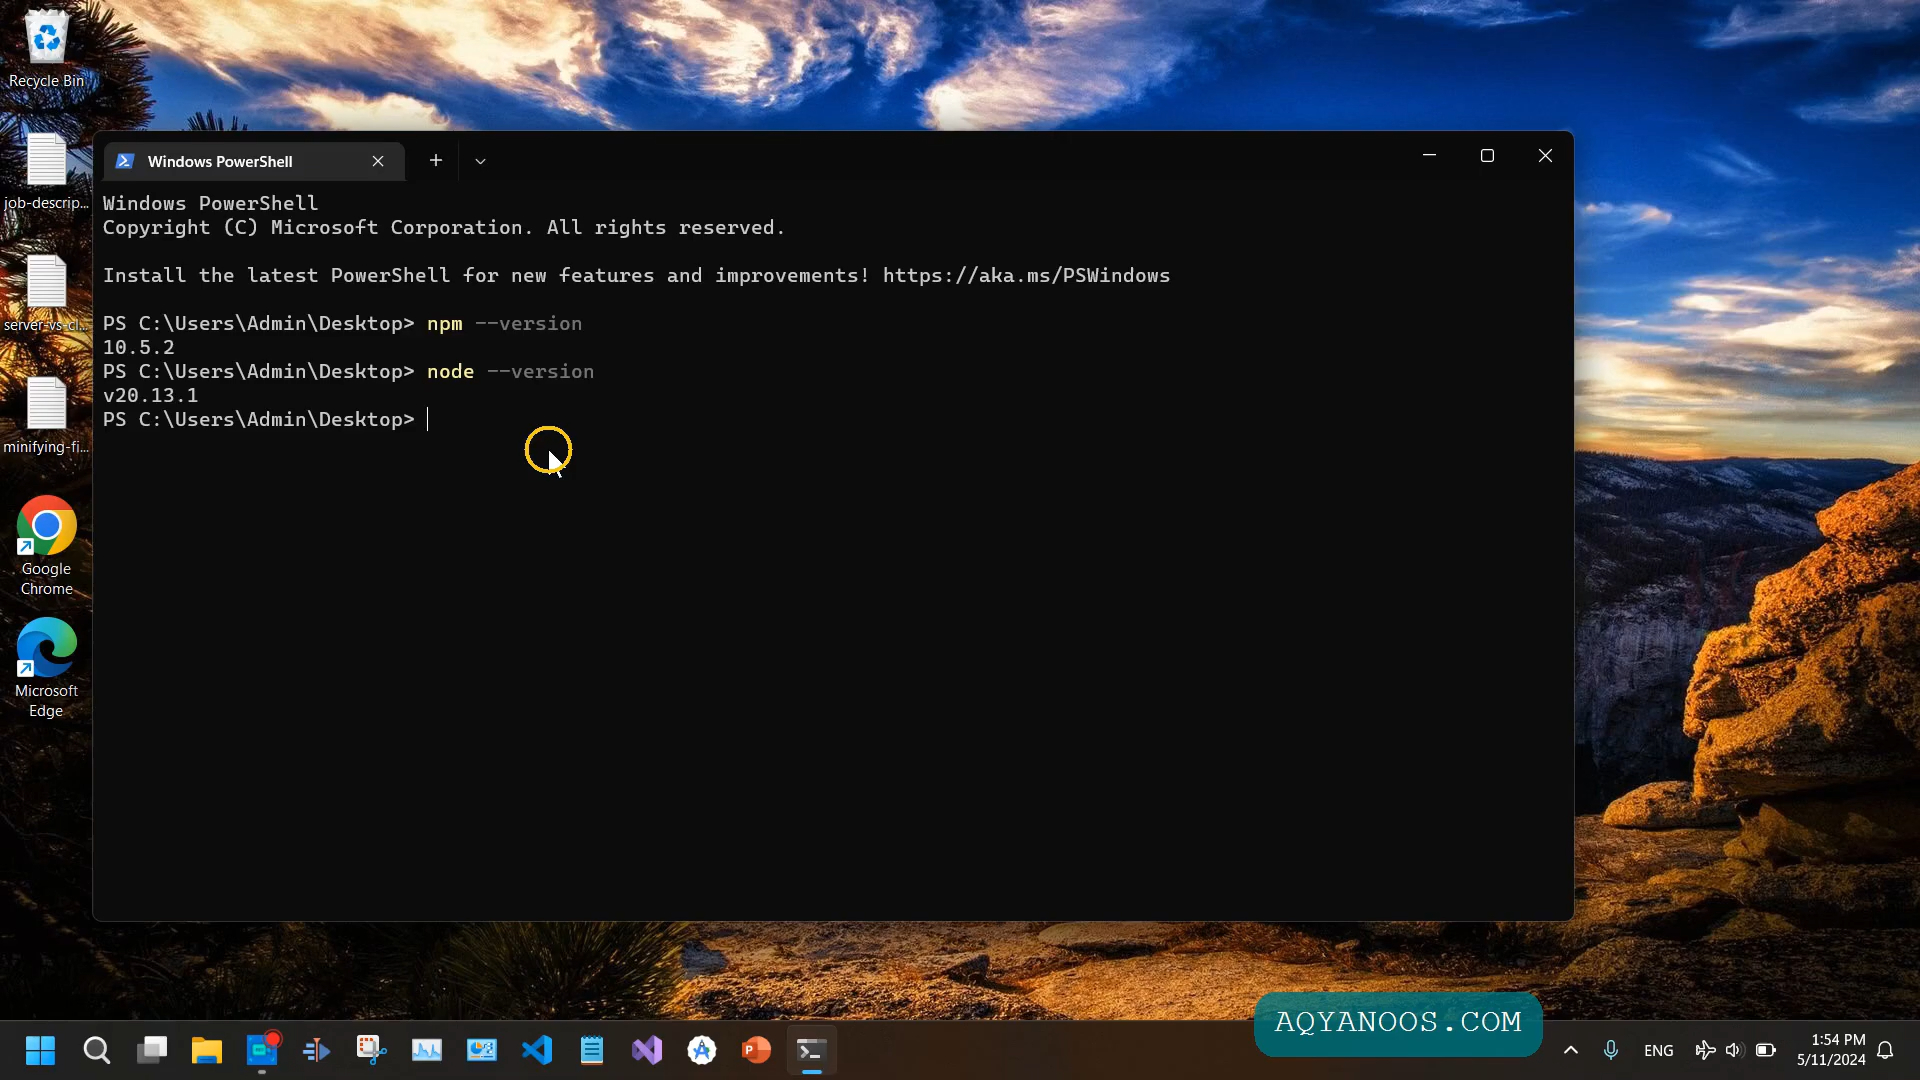 Recycle Bin
job-descrip...
server-vs-cl...
minifying-fi...
Google
Chrome
Microsoft
Edge
Windows PowerShell
Windows PowerShell
Copyright (C) Microsoft Corporation. All rights reserved.
Install the latest PowerShell for new features and improvements! https://aka.ms/PSWindows
PS C:\Users\Admin\Desktop> npm --version
10.5.2
PS C:\Users\Admin\Desktop> node --version
v20.13.1
PS C:\Users\Admin\Desktop>
AQYANOOS.COM
ENG
1:54 PM
5/11/2024